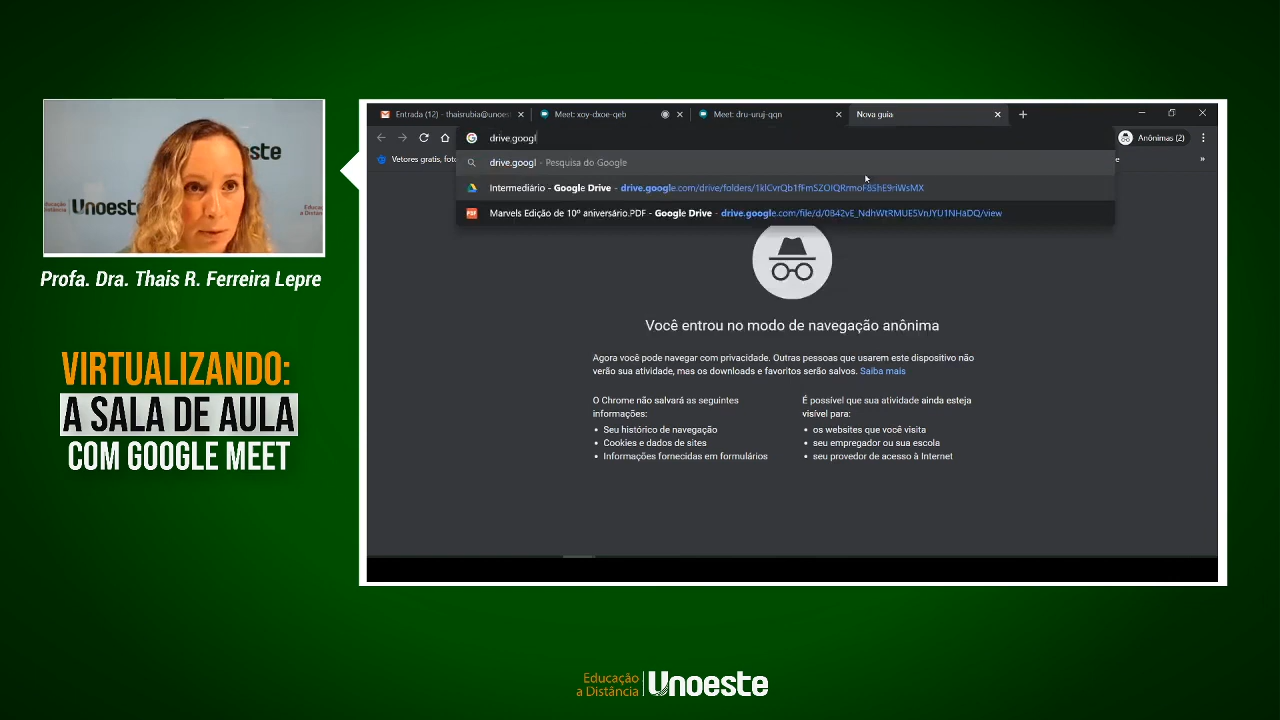 Entrada (12) - thaisrubia@unoes
Meet: xoy-dxoe-qeb
Meet: dru-uruj-qqn
Nova guia
drive.googl
Anônimas (2)
Vetores gratis, foto
e
drive.googl - Pesquisa do Google
Intermediário - Google Drive - drive.google.com/drive/folders/1klCvrQb1fFmSZOIQRrmoF8ShE9riWsMX
Marvels Edição de 10º aniversário.PDF - Google Drive - drive.google.com/file/d/0B42vE_NdhWtRMUE5VnJYU1NHaDQ/view
Você entrou no modo de navegação anônima
Agora você pode navegar com privacidade. Outras pessoas que usarem este dispositivo não
verão sua atividade, mas os downloads e favoritos serão salvos. Saiba mais
O Chrome não salvará as seguintes
informações:
• Seu histórico de navegação
• Cookies e dados de sites
• Informações fornecidas em formulários
É possível que sua atividade ainda esteja
visível para:
• os websites que você visita
• seu empregador ou sua escola
• seu provedor de acesso à Internet
Unoeste
Profa. Dra. Thais R. Ferreira Lepre
VIRTUALIZANDO:
A SALA DE AULA
COM GOOGLE MEET
Educação
a Distância
Unoeste